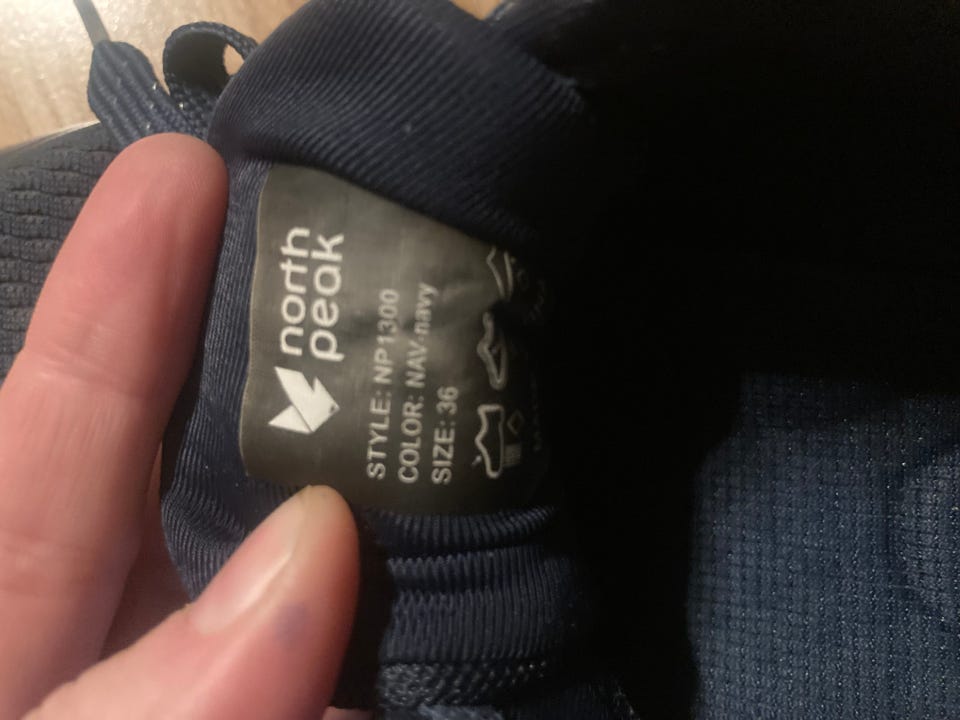 north
peak
STYLE: NP1300
COLOR: NAV-navy
SIZE: 36